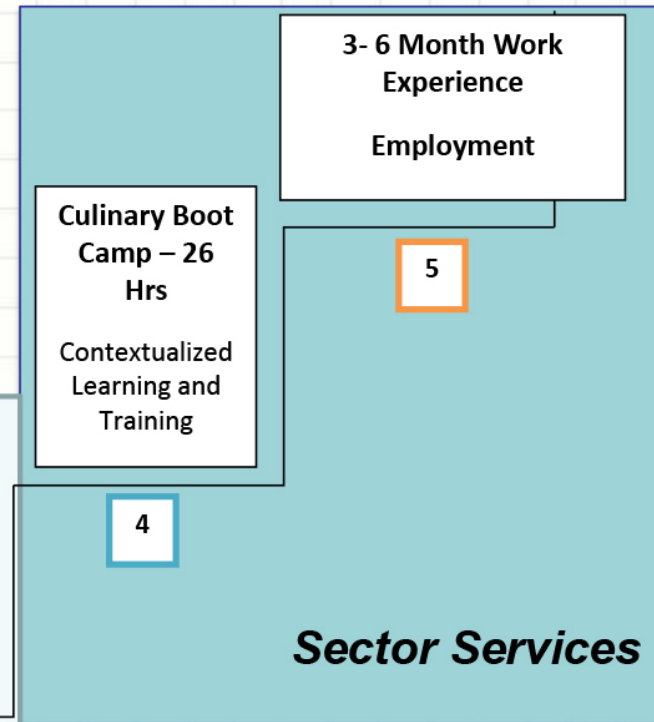 3- 6 Month Work
Experience
Employment
Culinary Boot
Camp – 26
Hrs
Contextualized
Learning and
Training
5
4
Sector Services